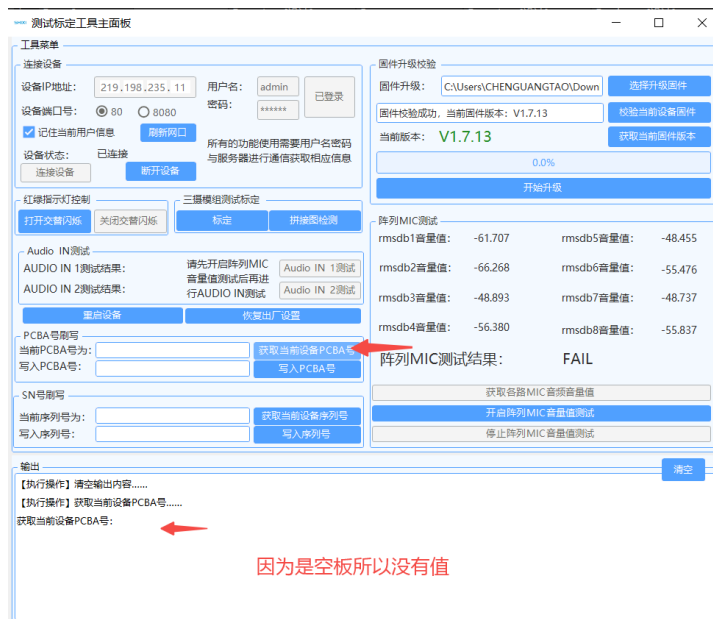 测试标定工具主面板
工具菜单
连接设备
设备IP地址: 219.198.235. 11 用户名: admin 已登录
设备端口号: 80 8080 密码: ******
记住当前用户信息 刷新网口
所有的功能使用需要用户名密码
与服务器进行通信获取相应信息
设备状态: 已连接
连接设备 断开设备
红绿指示灯控制
打开交替闪烁 关闭交替闪烁
三摄模组测试标定
标定 拼接图检测
Audio IN测试
AUDIO IN 1测试结果:
AUDIO IN 2测试结果:
请先开启阵列MIC
音量值测试后再进
行AUDIO IN测试
Audio IN 1测试
Audio IN 2测试
重启设备 恢复出厂设置
PCBA号刷写
当前PCBA号为: 获取当前设备PCBA号
写入PCBA号: 写入PCBA号
SN号刷写
当前序列号为: 获取当前设备序列号
写入序列号: 写入序列号
固件升级校验
固件升级: C:\Users\CHENGUANGTAO\Down 选择升级固件
固件校验成功，当前固件版本: V1.7.13 校验当前设备固件
当前版本: V1.7.13 获取当前固件版本
0.0%
开始升级
阵列MIC测试
rmsdb1音量值: -61.707 rmsdb5音量值: -48.455
rmsdb2音量值: -66.268 rmsdb6音量值: -55.476
rmsdb3音量值: -48.893 rmsdb7音量值: -48.737
rmsdb4音量值: -56.380 rmsdb8音量值: -55.837
阵列MIC测试结果: FAIL
获取各路MIC音频音量值
开启阵列MIC音量值测试
停止阵列MIC音量值测试
输出
清空
【执行操作】清空输出内容......
【执行操作】获取当前设备PCBA号......
获取当前设备PCBA号:
因为是空板所以没有值